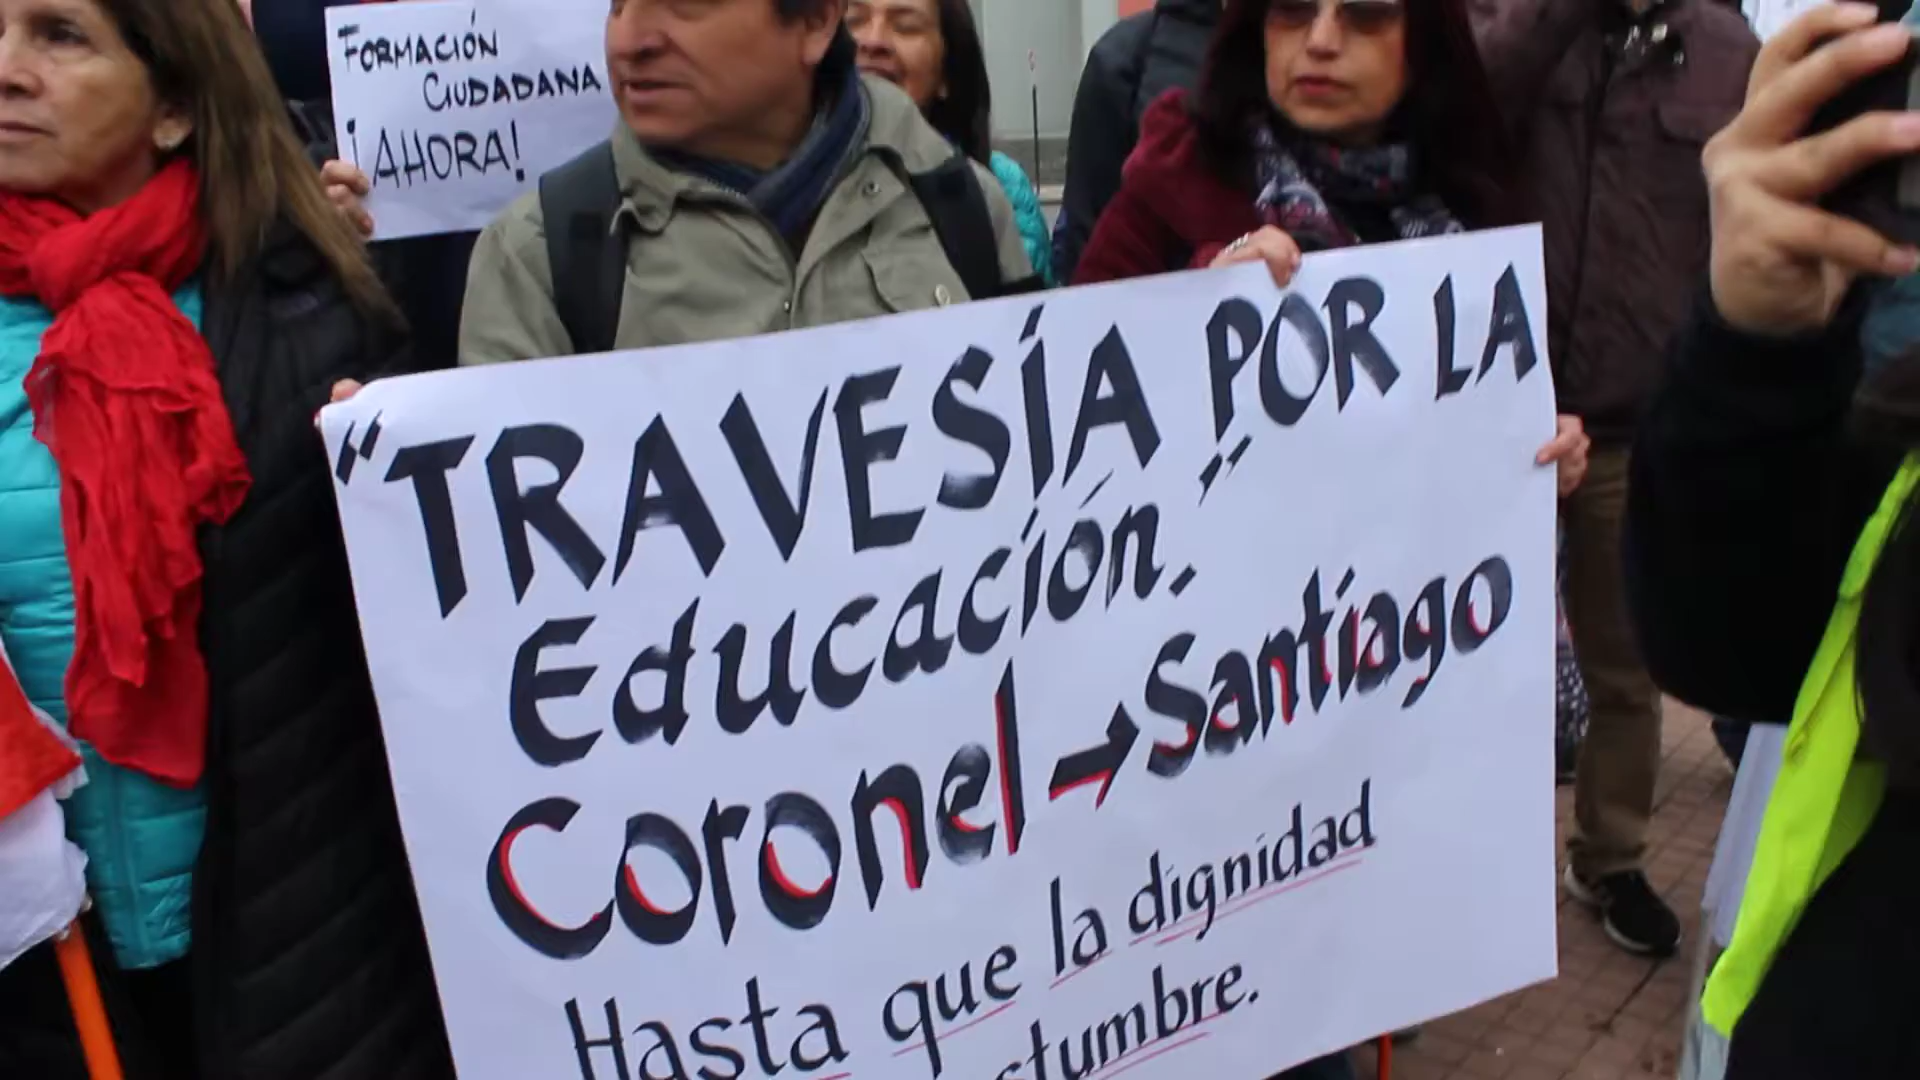 FORMACIÓN
CIUDADANA
¡AHORA!
"TRAVESÍA POR LA
Educación."
Coronel → Santiago
Hasta que la dignidad